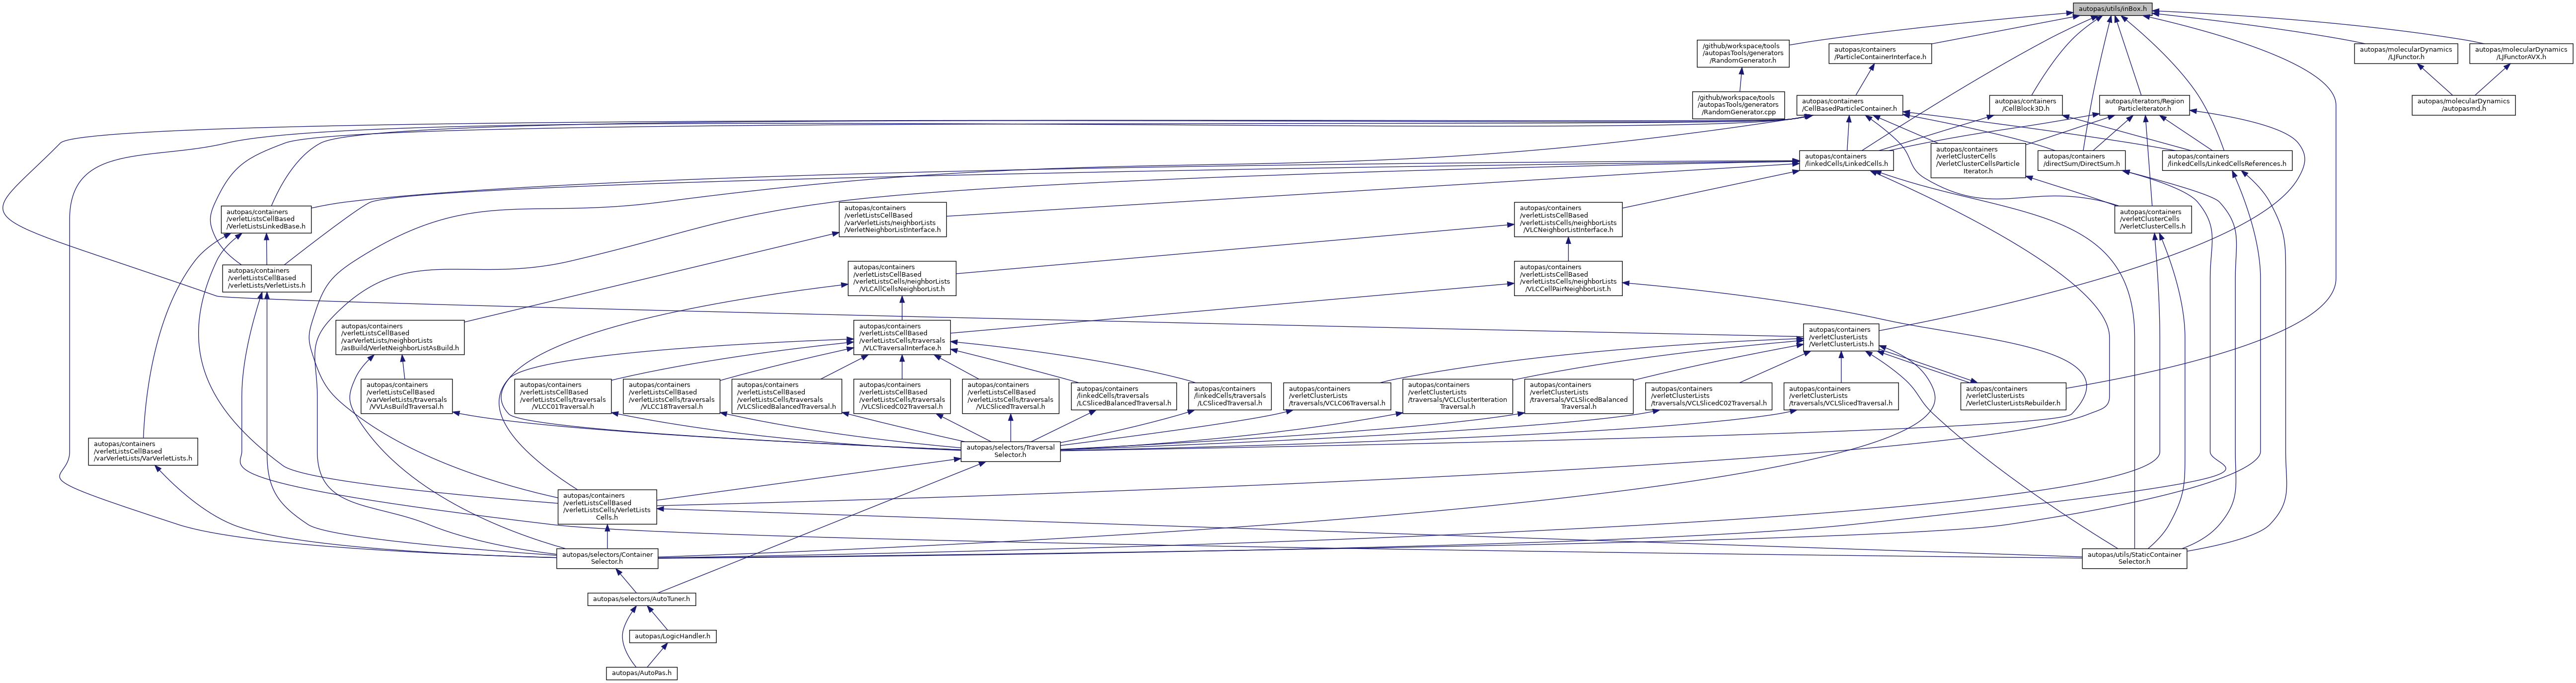 autopas/utils/inBox.h
/github/workspace/tools
/autopasTools/generators
/RandomGenerator.h
autopas/containers
/ParticleContainerInterface.h
autopas/molecularDynamics
/LJFunctor.h
autopas/molecularDynamics
/LJFunctorAVX.h
/github/workspace/tools
/autopasTools/generators
/RandomGenerator.cpp
autopas/containers
/CellBasedParticleContainer.h
autopas/containers
/CellBlock3D.h
autopas/iterators/Region
ParticleIterator.h
autopas/molecularDynamics
/autopasmd.h
autopas/containers
/linkedCells/LinkedCells.h
autopas/containers
/verletClusterCells
/VerletClusterCellsParticle
Iterator.h
autopas/containers
/directSum/DirectSum.h
autopas/containers
/linkedCells/LinkedCellsReferences.h
autopas/containers
/verletListsCellBased
/VerletListsLinkedBase.h
autopas/containers
/verletListsCellBased
/varVerletLists/neighborLists
/VerletNeighborListInterface.h
autopas/containers
/verletListsCellBased
/verletListsCells/neighborLists
/VLCNeighborListInterface.h
autopas/containers
/verletClusterCells
/VerletClusterCells.h
autopas/containers
/verletListsCellBased
/verletLists/VerletLists.h
autopas/containers
/verletListsCellBased
/verletListsCells/neighborLists
/VLCAllCellsNeighborList.h
autopas/containers
/verletListsCellBased
/verletListsCells/neighborLists
/VLCCellPairNeighborList.h
autopas/containers
/verletListsCellBased
/varVerletLists/neighborLists
/asBuild/VerletNeighborListAsBuild.h
autopas/containers
/verletListsCellBased
/verletListsCells/traversals
/VLCTraversalInterface.h
autopas/containers
/verletClusterLists
/VerletClusterLists.h
autopas/containers
/verletListsCellBased
/varVerletLists/traversals
/VVLAsBuildTraversal.h
autopas/containers
/verletListsCellBased
/verletListsCells/traversals
/VLCC01Traversal.h
autopas/containers
/verletListsCellBased
/verletListsCells/traversals
/VLCC18Traversal.h
autopas/containers
/verletListsCellBased
/verletListsCells/traversals
/VLCSlicedBalancedTraversal.h
autopas/containers
/verletListsCellBased
/verletListsCells/traversals
/VLCSlicedC02Traversal.h
autopas/containers
/verletListsCellBased
/verletListsCells/traversals
/VLCSlicedTraversal.h
autopas/containers
/linkedCells/traversals
/LCSlicedBalancedTraversal.h
autopas/containers
/linkedCells/traversals
/LCSlicedTraversal.h
autopas/containers
/verletClusterLists
/traversals/VCLC06Traversal.h
autopas/containers
/verletClusterLists
/traversals/VCLClusterIteration
Traversal.h
autopas/containers
/verletClusterLists
/traversals/VCLSlicedBalanced
Traversal.h
autopas/containers
/verletClusterLists
/traversals/VCLSlicedC02Traversal.h
autopas/containers
/verletClusterLists
/traversals/VCLSlicedTraversal.h
autopas/containers
/verletClusterLists
/VerletClusterListsRebuilder.h
autopas/containers
/verletListsCellBased
/varVerletLists/VarVerletLists.h
autopas/selectors/Traversal
Selector.h
autopas/containers
/verletListsCellBased
/verletListsCells/VerletLists
Cells.h
autopas/selectors/Container
Selector.h
autopas/utils/StaticContainer
Selector.h
autopas/selectors/AutoTuner.h
autopas/LogicHandler.h
autopas/AutoPas.h